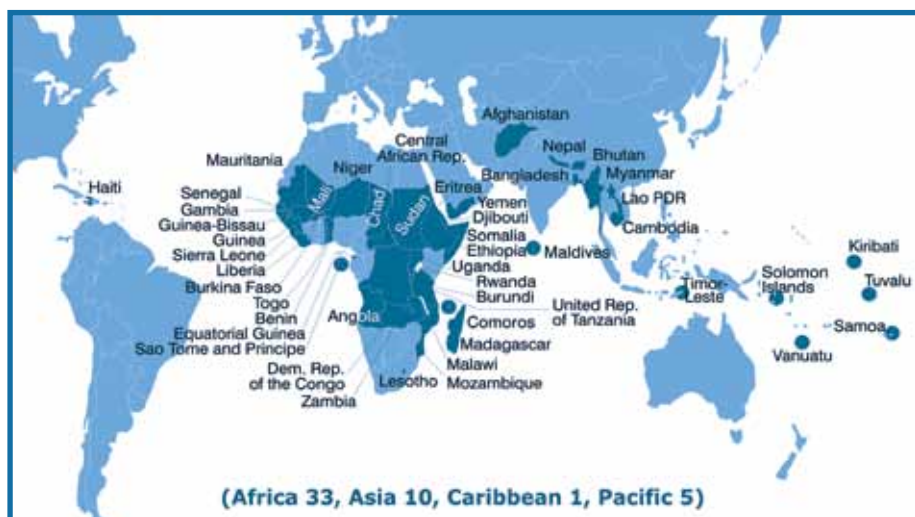 Afghanistan
Central
African Rep.
Nepal
Bhutan
Mauritania
Niger
Bangladesh
Myanmar
Haiti
Senegal
Mali
Chad
Sudan
Eritrea
Yemen
Lao PDR
Gambia
Djibouti
Guinea-Bissau
Cambodia
Guinea
Somalia
Sierra Leone
Ethiopia
Maldives
Kiribati
Liberia
Uganda
Burkina Faso
Rwanda
Timor-
Leste
Solomon
Islands
Tuvalu
Togo
Burundi
United Rep.
of Tanzania
Benin
Angola
Comoros
Samoa
Equatorial Guinea
Sao Tome and Principe
Madagascar
Vanuatu
Dem. Rep.
of the Congo
Malawi
Lesotho
Mozambique
Zambia
(Africa 33, Asia 10, Caribbean 1, Pacific 5)